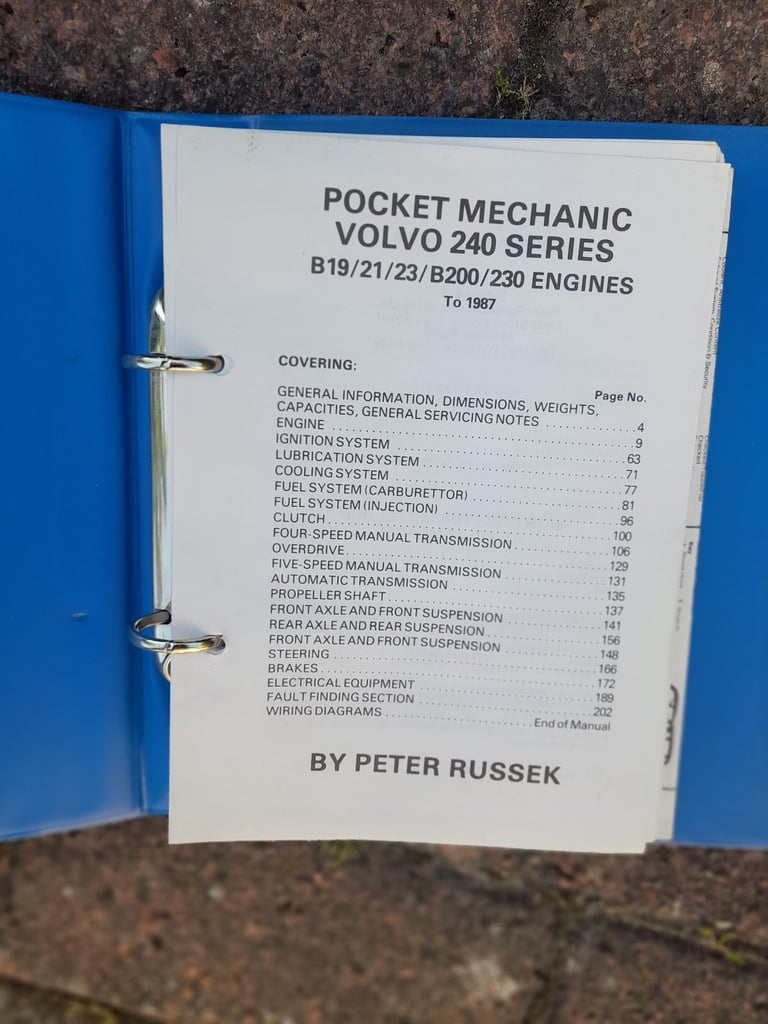 POCKET MECHANIC
VOLVO 240 SERIES
B19/21/23/B200/230 ENGINES
To 1987
COVERING:
Page No.
GENERAL INFORMATION, DIMENSIONS, WEIGHTS,
CAPACITIES, GENERAL SERVICING NOTES ..............4
ENGINE ..............9
IGNITION SYSTEM ..............63
LUBRICATION SYSTEM ..............71
COOLING SYSTEM ..............77
FUEL SYSTEM (CARBURETTOR) ..............81
FUEL SYSTEM (INJECTION) ..............96
CLUTCH ..............100
FOUR-SPEED MANUAL TRANSMISSION ..............106
OVERDRIVE ..............129
FIVE-SPEED MANUAL TRANSMISSION ..............131
AUTOMATIC TRANSMISSION ..............135
PROPELLER SHAFT ..............137
FRONT AXLE AND FRONT SUSPENSION ..............141
REAR AXLE AND REAR SUSPENSION ..............156
FRONT AXLE AND FRONT SUSPENSION ..............148
STEERING ..............166
BRAKES ..............172
ELECTRICAL EQUIPMENT ..............189
FAULT FINDING SECTION ..............202
WIRING DIAGRAMS ..............End of Manual
BY PETER RUSSEK